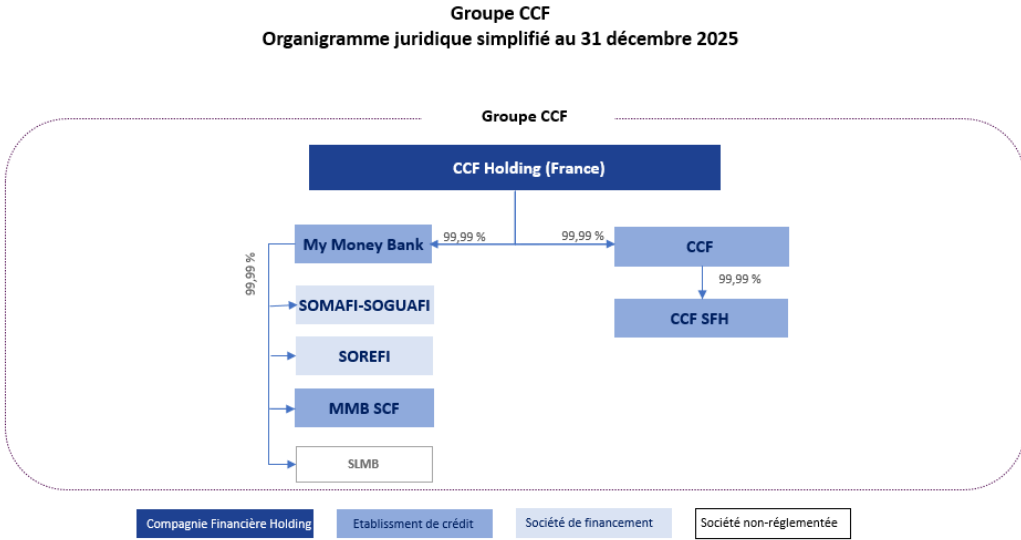 Groupe CCF
Organigramme juridique simplifié au 31 décembre 2025
Groupe CCF
CCF Holding (France)
My Money Bank
99,99 %
99,99 %
CCF
99,99 %
99,99 %
SOMAFI-SOGUAFI
CCF SFH
SOREFI
MMB SCF
SLMB
Compagnie Financière Holding
Etablissment de crédit
Société de financement
Société non-réglementée